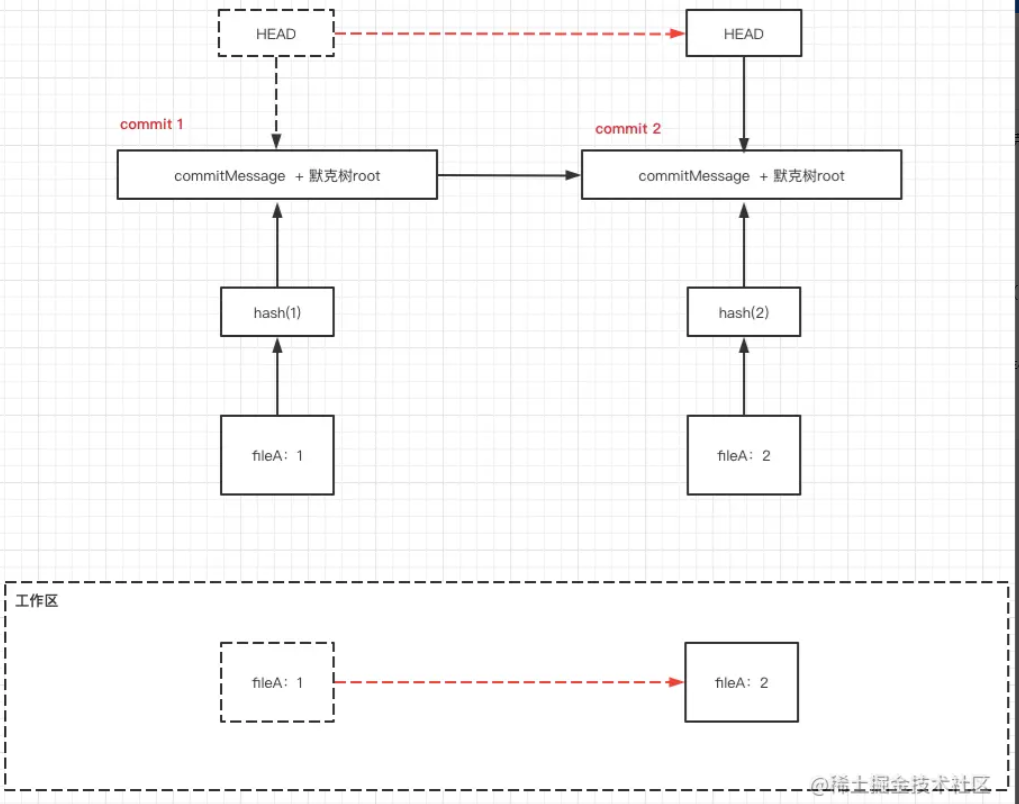 HEAD
HEAD
commit 1
commit 2
commitMessage + 默克树root
commitMessage + 默克树root
hash(1)
hash(2)
fileA: 1
fileA: 2
工作区
fileA: 1
fileA: 2
@稀土掘金技术社区